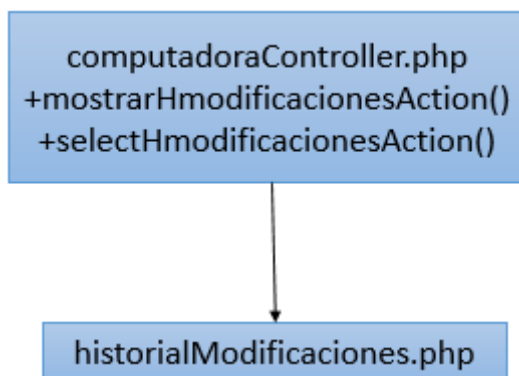 computadoraController.php
+mostrarHmodificacionesAction()
+selectHmodificacionesAction()
historialModificaciones.php